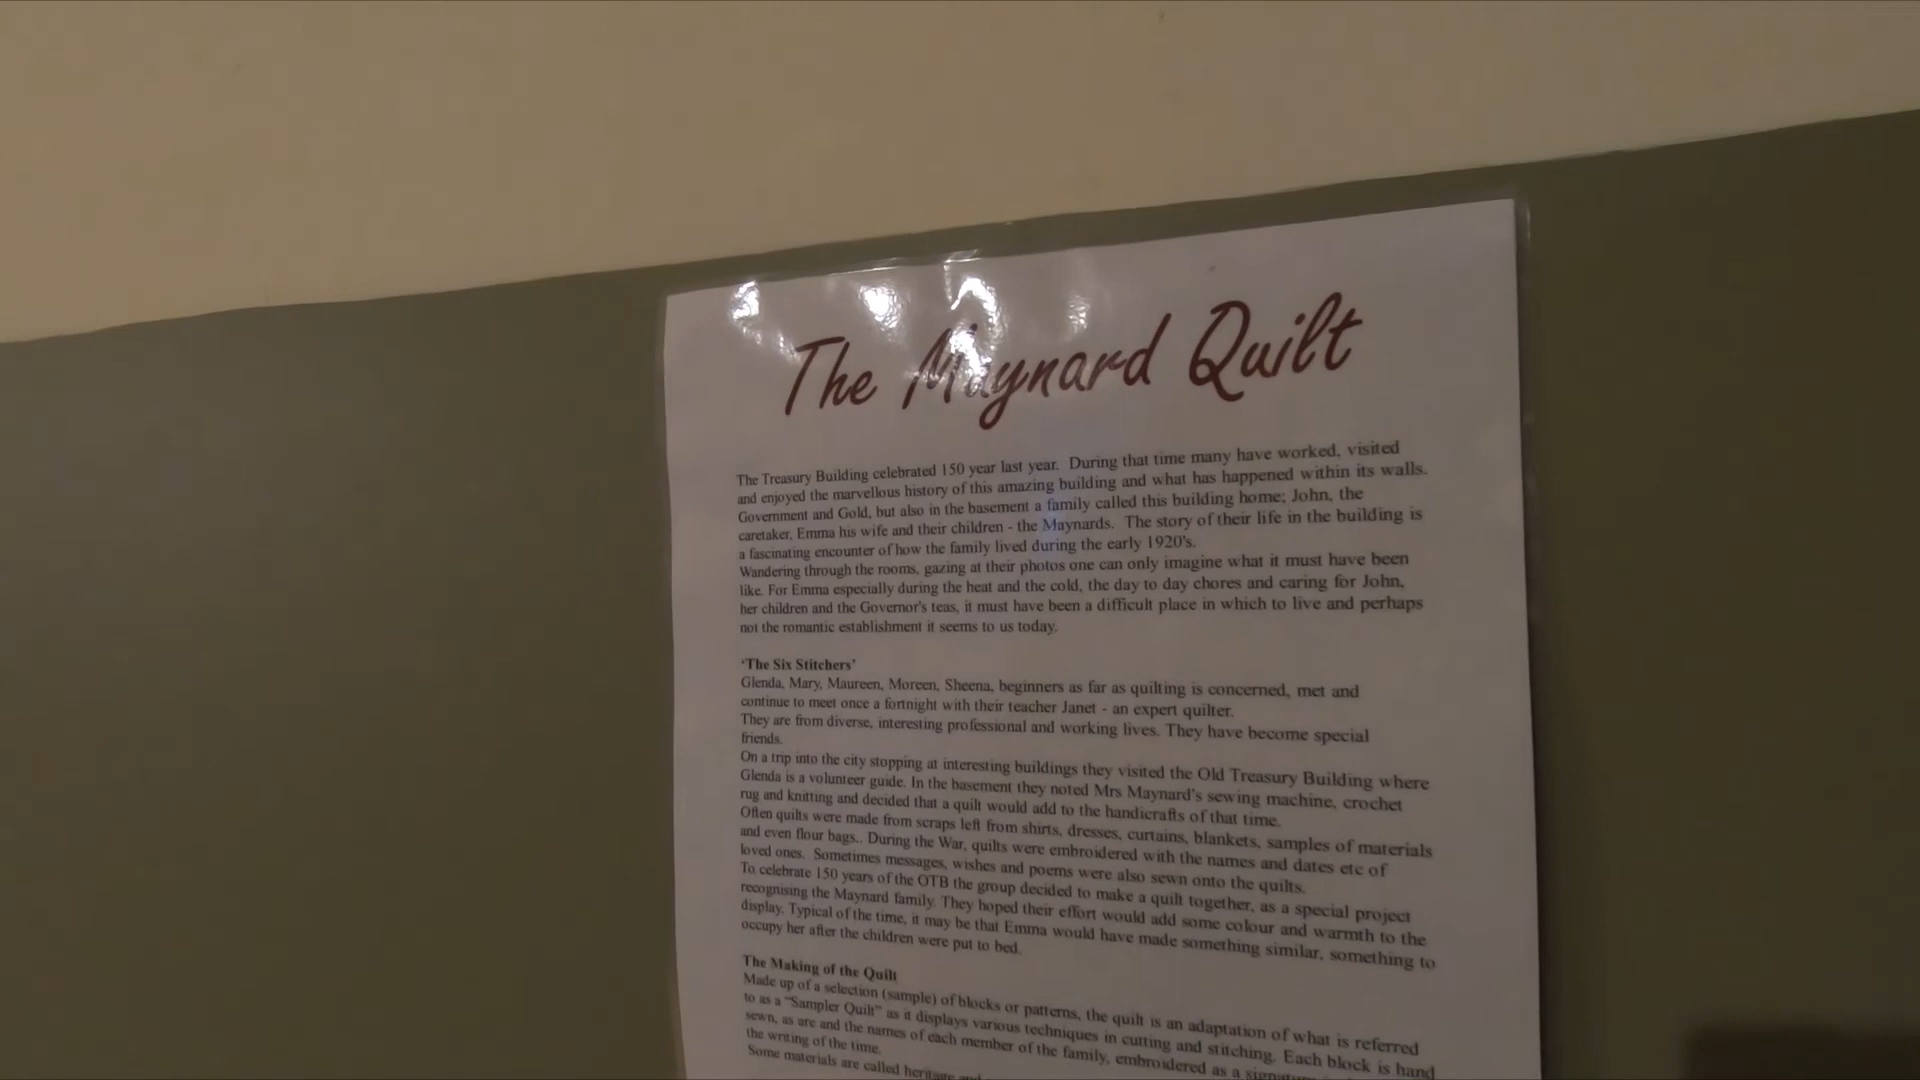 The Maynard Quilt
The Treasury Building celebrated 150 year last year. During that time many have worked, visited
and enjoyed the marvellous history of this amazing building and what has happened within its walls.
Government and Gold, but also in the basement a family called this building home; John, the
caretaker, Emma his wife and their children - the Maynards. The story of their life in the building is
a fascinating encounter of how the family lived during the early 1920's.
Wandering through the rooms, gazing at their photos one can only imagine what it must have been
like. For Emma especially during the heat and the cold, the day to day chores and caring for John,
her children and the Governor's teas, it must have been a difficult place in which to live and perhaps
not the romantic establishment it seems to us today.
'The Six Stitchers'
Glenda, Mary, Maureen, Moreen, Sheena, beginners as far as quilting is concerned, met and
continue to meet once a fortnight with their teacher Janet - an expert quilter.
They are from diverse, interesting professional and working lives. They have become special
friends.
On a trip into the city stopping at interesting buildings they visited the Old Treasury Building where
Glenda is a volunteer guide. In the basement they noted Mrs Maynard's sewing machine, crochet
rug and knitting and decided that a quilt would add to the handicrafts of that time.
Often quilts were made from scraps left from shirts, dresses, curtains, blankets, samples of materials
and even flour bags.. During the War, quilts were embroidered with the names and dates etc of
loved ones. Sometimes messages, wishes and poems were also sewn onto the quilts.
To celebrate 150 years of the OTB the group decided to make a quilt together, as a special project
recognising the Maynard family. They hoped their effort would add some colour and warmth to the
display. Typical of the time, it may be that Emma would have made something similar, something to
occupy her after the children were put to bed.
The Making of the Quilt
Made up of a selection (sample) of blocks or patterns, the quilt is an adaptation of what is referred
to as a "Sampler Quilt" as it displays various techniques in cutting and stitching. Each block is hand
sewn, as are and the names of each member of the family, embroidered as a
the writing of the time.
Some materials are called heritage